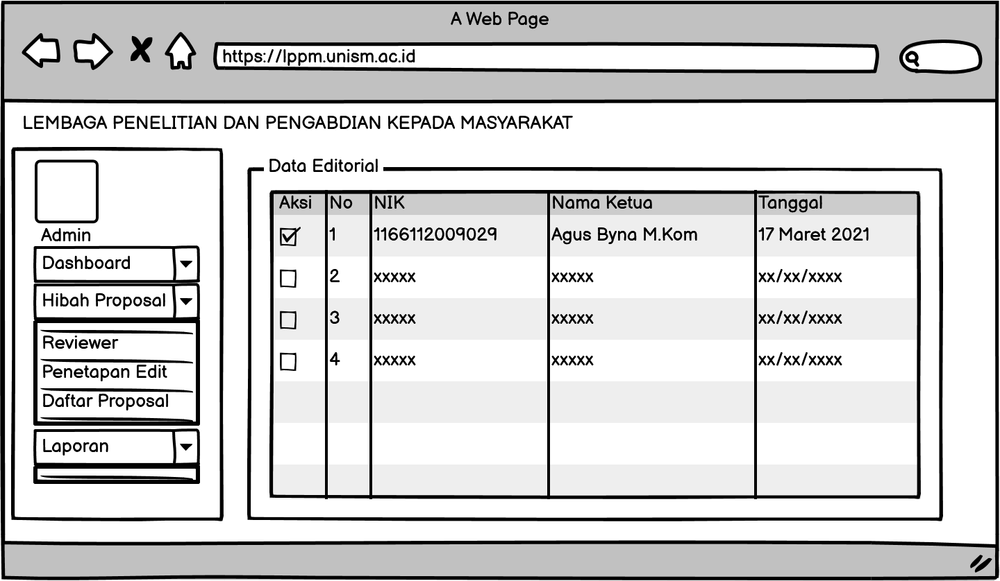 A Web Page
https://lppm.unism.ac.id
LEMBAGA PENELITIAN DAN PENGABDIAN KEPADA MASYARAKAT
Admin
Dashboard
Hibah Proposal
Reviewer
Penetapan Edit
Daftar Proposal
Laporan
Data Editorial
Aksi No NIK Nama Ketua Tanggal
1 1166112009029 Agus Byna M.Kom 17 Maret 2021
2 xxxxx xxxxx xx/xx/xxxx
3 xxxxx xxxxx xx/xx/xxxx
4 xxxxx xxxxx xx/xx/xxxx